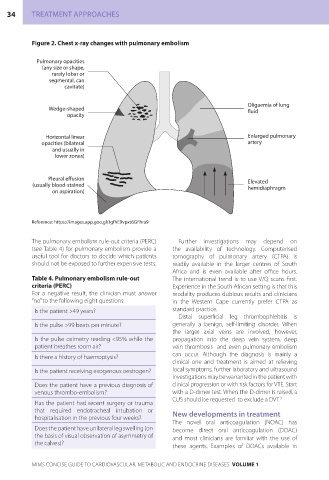 34 TREATMENT APPROACHES
Figure 2. Chest x-ray changes with pulmonary embolism
Pulmonary opacities
(any size or shape,
rarely lobar or
segmental, can
cavitate)
Wedge-shaped
opacity
Horizontal linear
opacities (bilateral
and usually in
lower zones)
Pleural effusion
(usually blood-stained
on aspiration)
Oligaemia of lung
fluid
Enlarged pulmonary
artery
Elevated
hemidiaphragm
Reference: https://images.app.goo.gl/
The pulmonary embolism rule-out criteria (PERC)
(see Table 4) for pulmonary embolism provide a
useful tool for doctors to decide which patients
should not be exposed to further expensive tests.
Table 4. Pulmonary embolism rule-out
criteria (PERC)
For a negative result, the clinician must answer
“no” to the following eight questions:
Is the patient >49 years?
Is the pulse >99 beats per minute?
Is the pulse oximetry reading <95% while the
patient breathes room air?
Is there a history of haemoptysis?
Is the patient receiving exogenous oestrogen?
Does the patient have a previous diagnosis of
venous thrombo-embolism?
Has the patient had recent surgery or trauma
that required endotracheal intubation or
hospitalisation in the previous four weeks?
Does the patient have unilateral leg swelling (on
the basis of visual observation of asymmetry of
the calves)?
Further investigations may depend on
the availability of technology. Computerised
tomography of pulmonary artery (CTPA) is
readily available in the larger centres of South
Africa and is even available after office hours.
The international trend is to use V/Q scans first.
Experience in the South African setting is that this
modality produces dubious results and clinicians
in the Western Cape currently prefer CTPA as
standard practice.
Distal superficial leg thrombophlebitis is
generally a benign, self-limiting disorder. When
the larger axial veins are involved, however,
propagation into the deep vein system, deep
vein thrombosis and even pulmonary embolism
can occur. Although the diagnosis is mainly a
clinical one and treatment is aimed at relieving
local symptoms, further laboratory and ultrasound
investigations may be warranted in the patient with
clinical progression or with risk factors for VTE. Start
with a D-dimer test. When the D-dimer is raised, a
CUS should be requested to exclude a DVT.
New developments in treatment
The novel oral anticoagulation (NOAC) has
become direct oral anticoagulation (DOAC)
and most clinicians are familiar with the use of
these agents. Examples of DOACs available in
MIMS CONCISE GUIDE TO CARDIOVASCULAR, METABOLIC AND ENDOCRINE DISEASES VOLUME 1